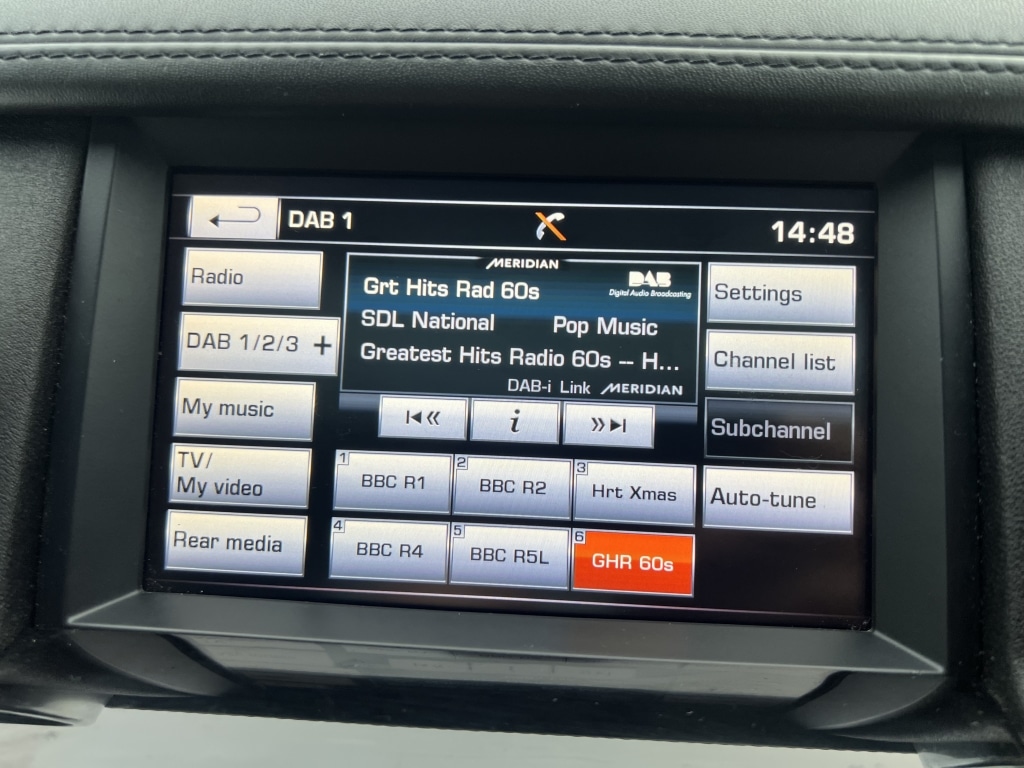 DAB 1
14:48
Radio
DAB 1/2/3 +
My music
TV/
My video
Rear media
MERIDIAN
Grt Hits Rad 60s
DAB
Digital Audio Broadcasting
SDL National
Pop Music
Greatest Hits Radio 60s -- H...
DAB-i Link MERIDIAN
i
1
BBC R1
2
BBC R2
3
Hrt Xmas
4
BBC R4
5
BBC R5L
6
GHR 60s
Settings
Channel list
Subchannel
Auto-tune